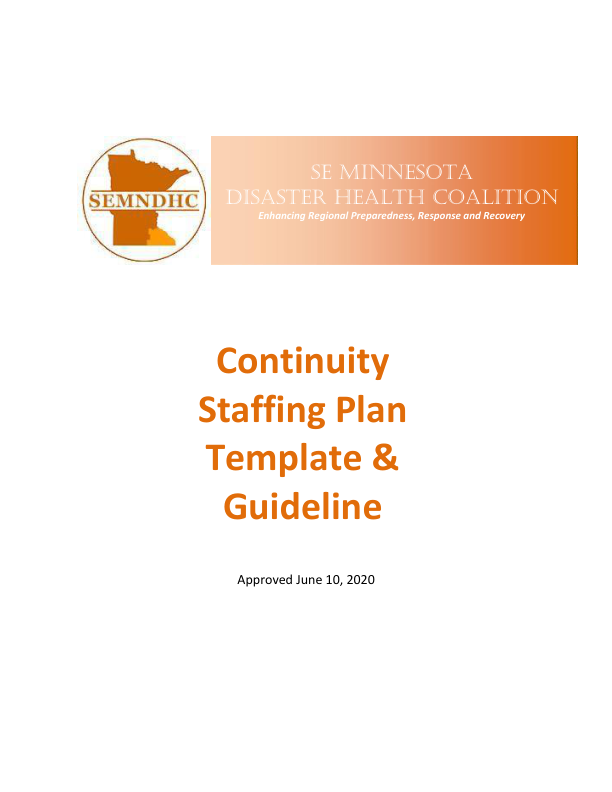 SEMNDHC
SE MINNESOTA
DISASTER HEALTH COALITION
Enhancing Regional Preparedness, Response and Recovery
Continuity
Staffing Plan
Template &
Guideline
Approved June 10, 2020